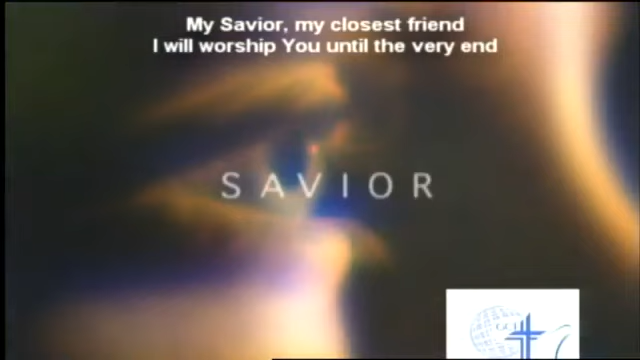 My Savior, my closest friend
I will worship You until the very end
SAVIOR